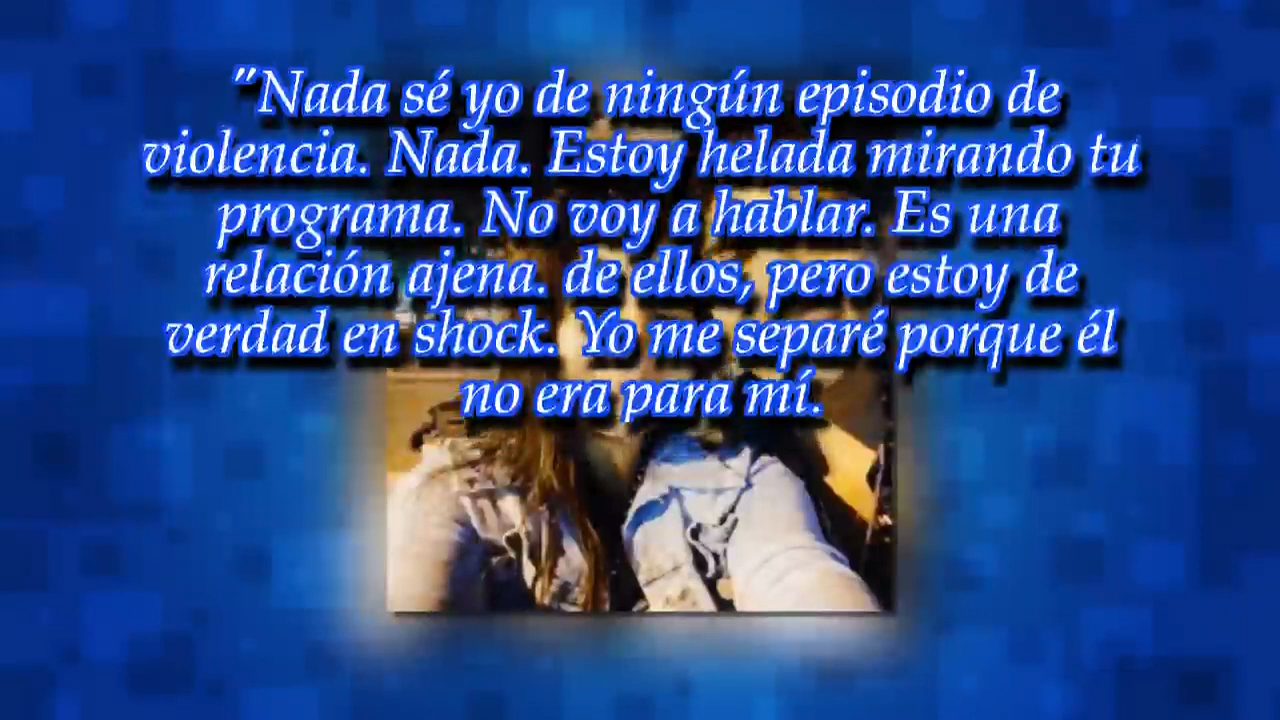 "Nada sé yo de ningún episodio de
violencia. Nada. Estoy helada mirando tu
programa. No voy a hablar. Es una
relación ajena. de ellos, pero estoy de
verdad en shock. Yo me separé porque él
no era para mí.